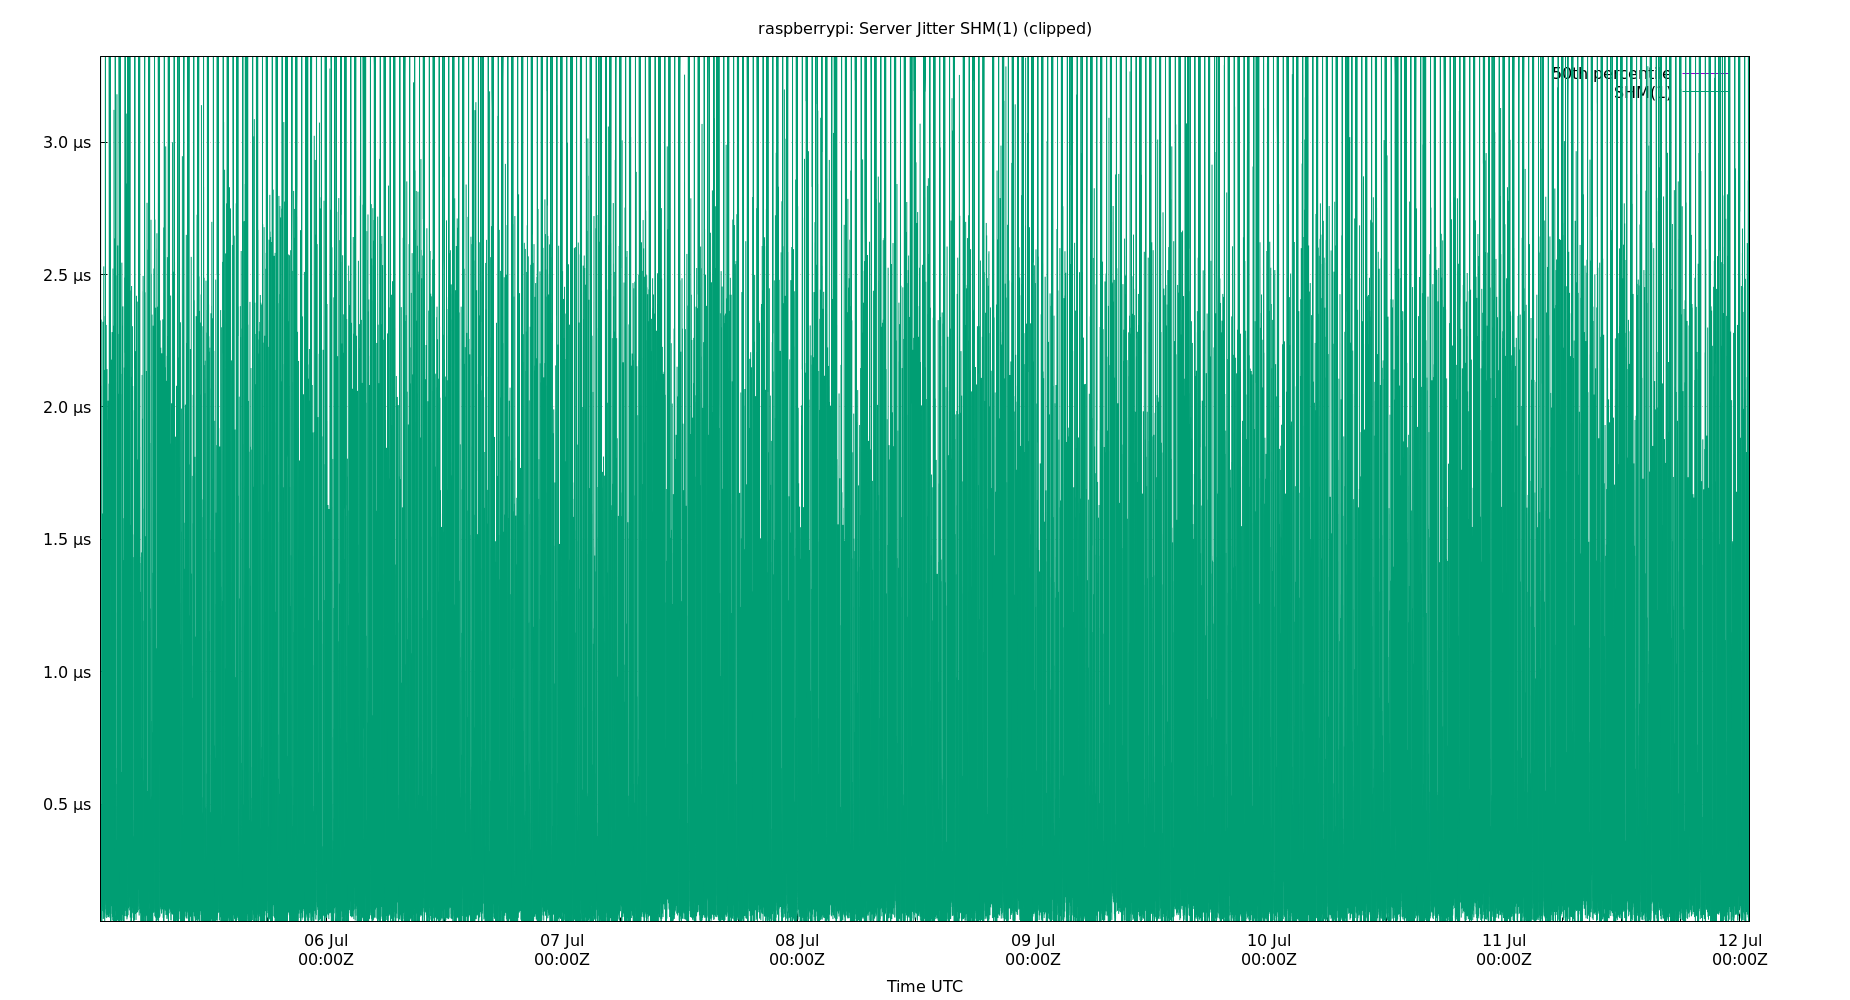 raspberrypi: Server Jitter SHM(1) (clipped)
50th percentile
SHM(1)
3.0 µs
2.5 µs
2.0 µs
1.5 µs
1.0 µs
0.5 µs
06 Jul 07 Jul 08 Jul 09 Jul 10 Jul 11 Jul 12 Jul
00:00Z 00:00Z 00:00Z 00:00Z 00:00Z 00:00Z 00:00Z
Time UTC